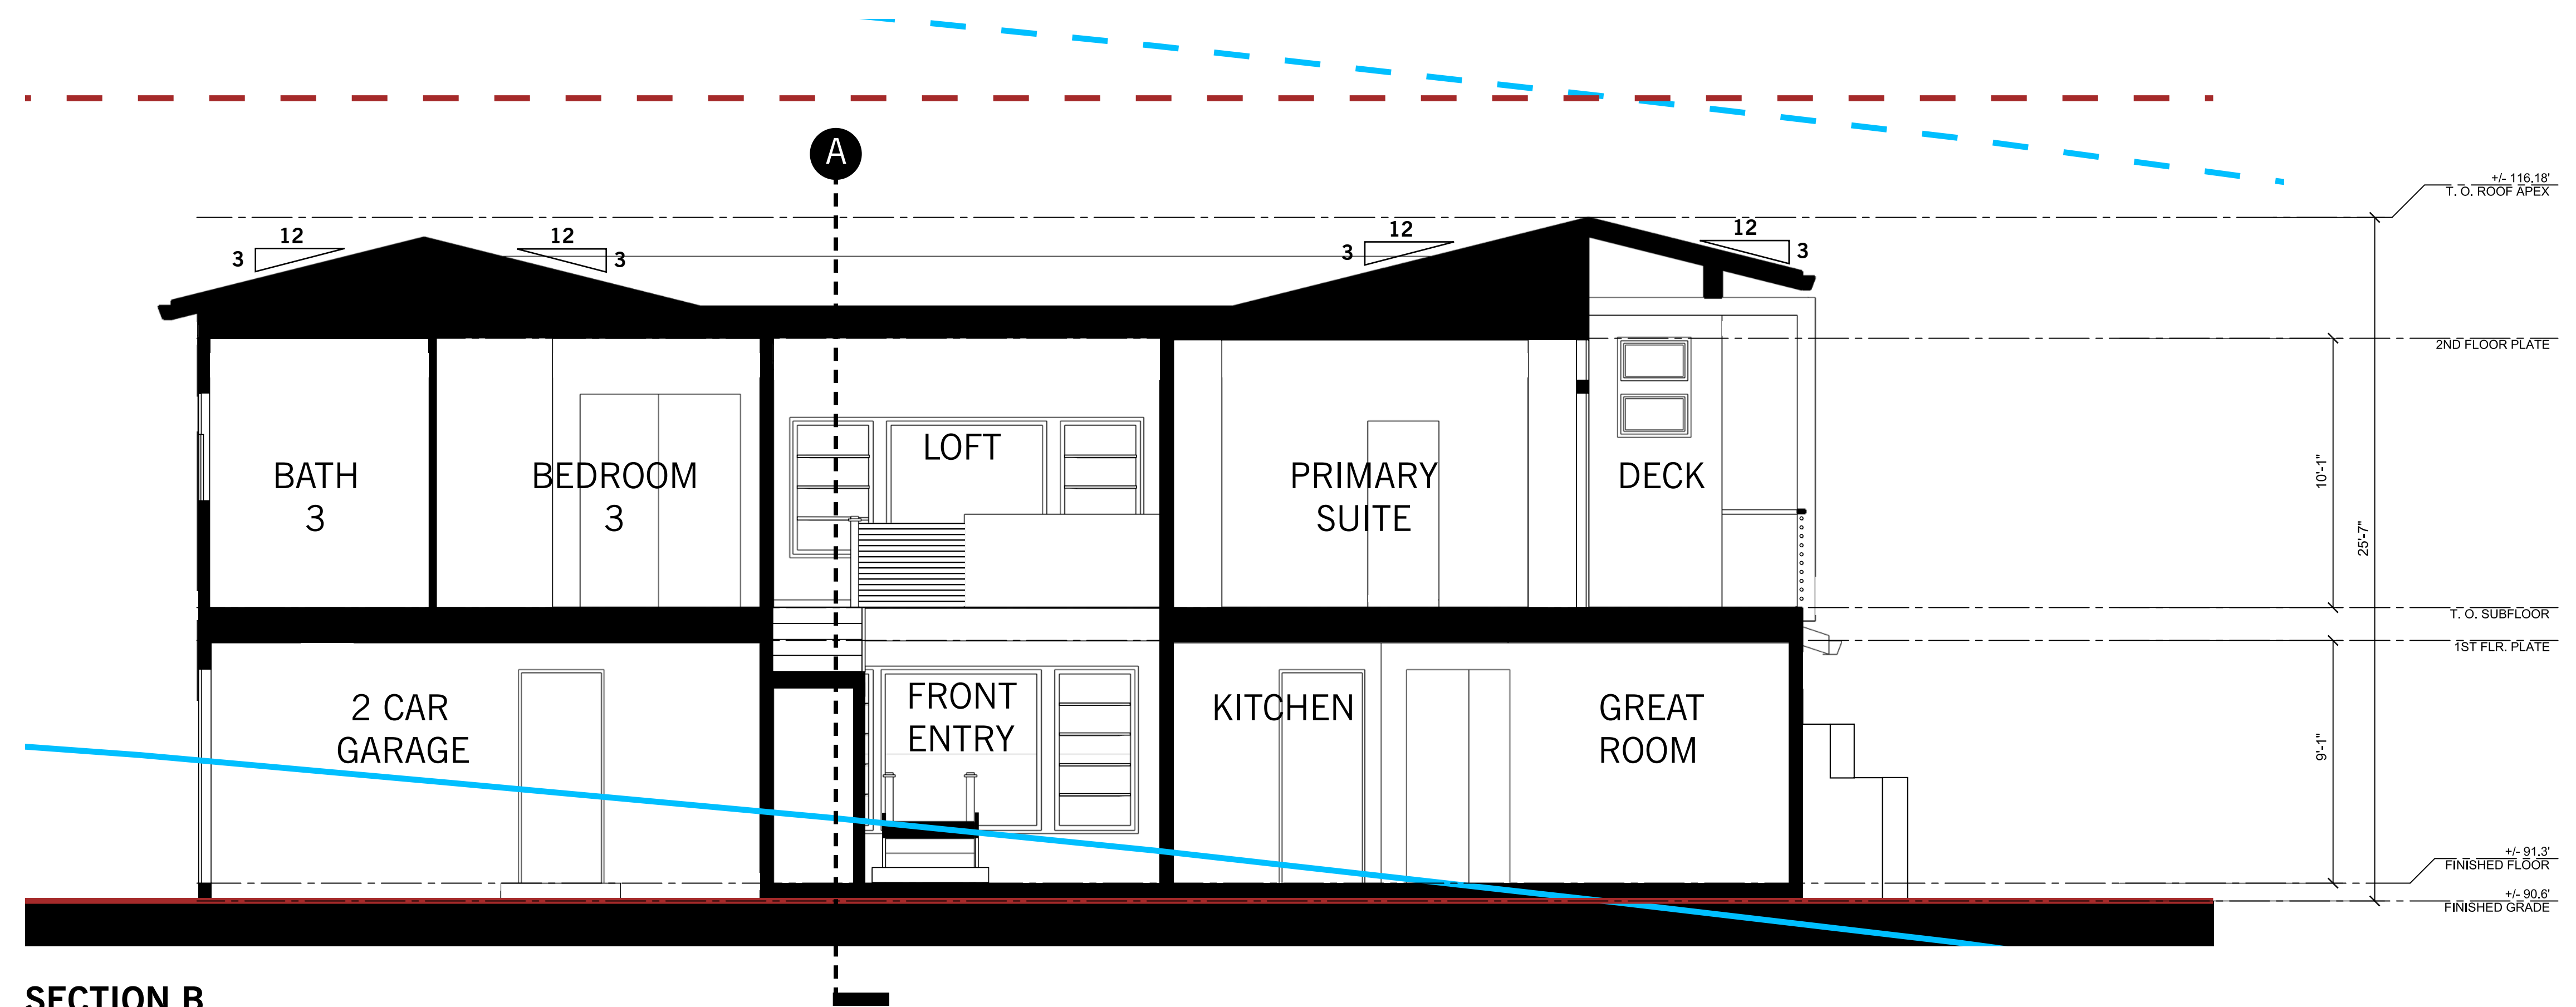 A
+/- 116.18'
T. O. ROOF APEX
12
3
12
3
12
3
12
3
2ND FLOOR PLATE
BATH
3
BEDROOM
3
LOFT
PRIMARY
SUITE
DECK
10'-1"
25'-7"
T. O. SUBFLOOR
1ST FLR. PLATE
2 CAR
GARAGE
FRONT
ENTRY
KITCHEN
GREAT
ROOM
9'-1"
+/- 91.3'
FINISHED FLOOR
+/- 90.6'
FINISHED GRADE
SECTION B